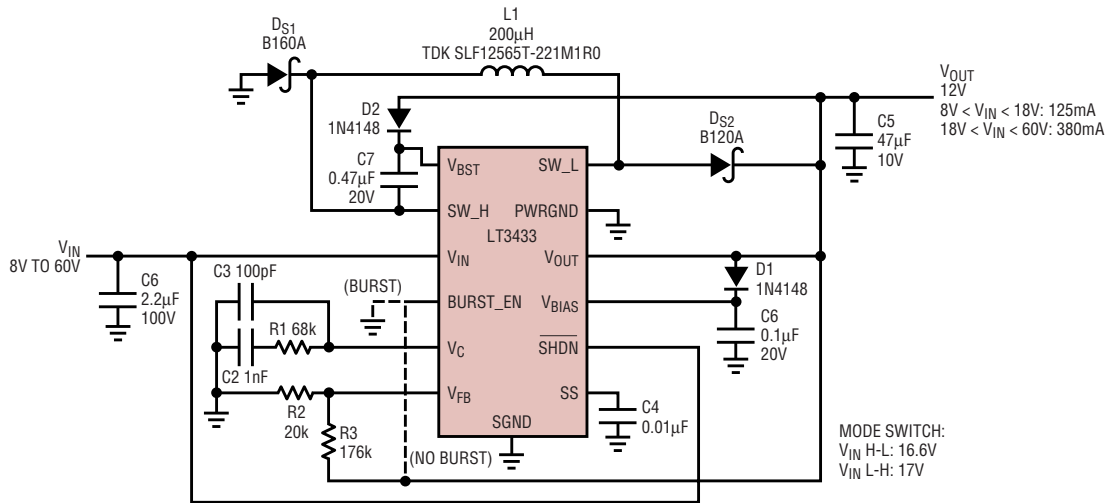 L1
200µH
TDK SLF12565T-221M1R0
DS1
B160A
VOUT
12V
8V < VIN < 18V: 125mA
18V < VIN < 60V: 380mA
D2
1N4148
DS2
B120A
C5
47µF
10V
C7
0.47µF
20V
VBST
SW_L
SW_H
PWRGND
LT3433
VIN
8V TO 60V
VIN
VOUT
D1
1N4148
C6
2.2µF
100V
C3 100pF
(BURST)
BURST_EN
VBIAS
C6
0.1µF
20V
R1 68k
VC
SHDN
C2 1nF
VFB
SS
R2
20k
R3
176k
SGND
C4
0.01µF
(NO BURST)
MODE SWITCH:
VIN H-L: 16.6V
VIN L-H: 17V